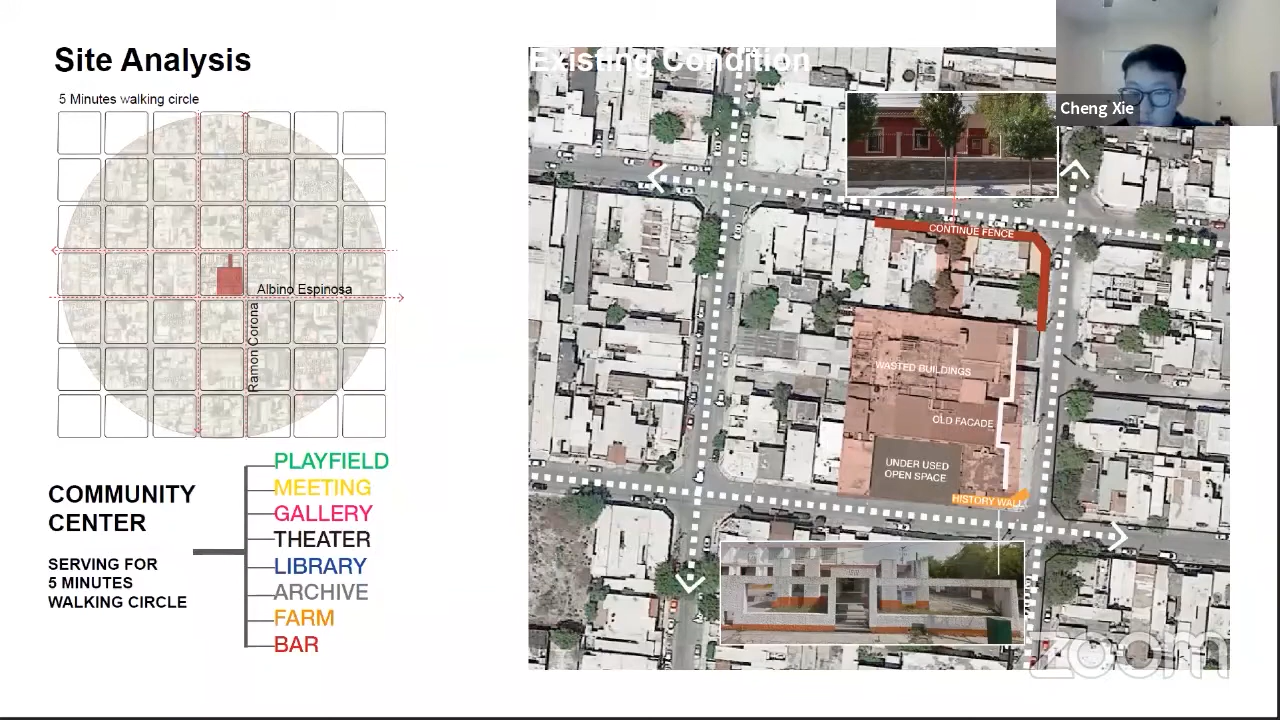 Site Analysis
5 Minutes walking circle
Albino Espinosa
Ramon Corona
COMMUNITY
CENTER
SERVING FOR
5 MINUTES
WALKING CIRCLE
PLAYFIELD
MEETING
GALLERY
THEATER
LIBRARY
ARCHIVE
FARM
BAR
Existing Condition
CONTINUE FENCE
WASTED BUILDINGS
OLD FACADE
UNDER USED
OPEN SPACE
HISTORY WALL
Cheng Xie
zoom